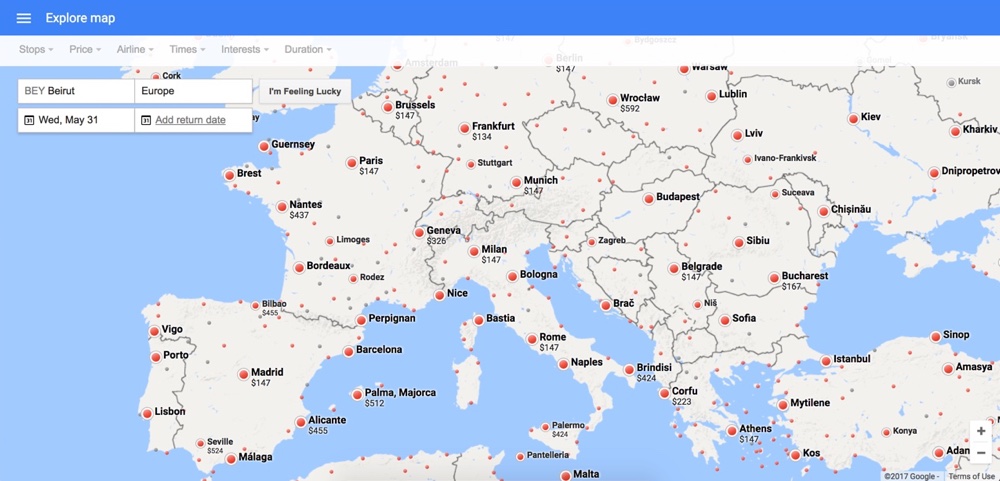 Explore map
Stops Price Airline Times Interests Duration
BEY Beirut Europe I'm Feeling Lucky
31 Wed, May 31 31 Add return date
$147
Bydgoszcz
Amsterdam
Berlin
$147
Warsaw
Cork
Kursk
Lublin
Wrocław
$592
Brussels
$147
Kiev
Frankfurt
$134
Kharkiv
Lviv
Guernsey
Paris
$147
Stuttgart
Ivano-Frankivsk
Brest
Dnipropetrov
Munich
$147
Suceava
Budapest
Nantes
$437
Chișinău
Geneva
$326
Limoges
Zagreb
Sibiu
Milan
$147
Bordeaux
Belgrade
$147
Rodez
Bologna
Bucharest
$167
Nice
Bilbao
$455
Brač
Niš
Perpignan
Bastia
Sofia
Vigo
Sinop
Rome
$147
Barcelona
Porto
Istanbul
Naples
Madrid
$147
Brindisi
$424
Amasya
Palma, Majorca
$512
Corfu
$223
Mytilene
Lisbon
Alicante
$455
Palermo
$424
Athens
$147
Konya
Seville
$524
Málaga
Pantelleria
Kos
Adan
Malta
+
−
©2017 Google - Terms of Use